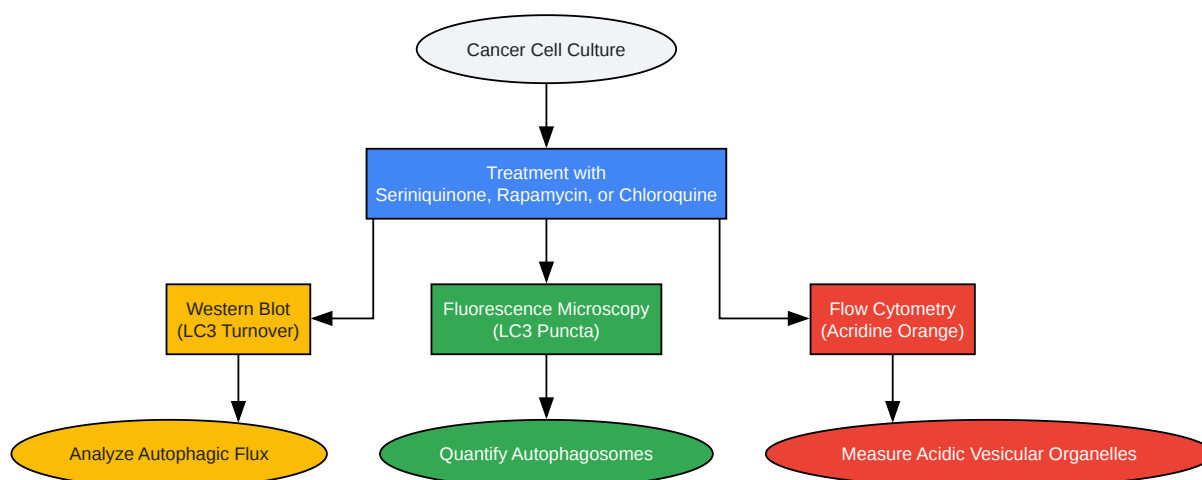 Cancer Cell Culture
Treatment with
Seriniquinone, Rapamycin, or Chloroquine
Western Blot
(LC3 Turnover)
Fluorescence Microscopy
(LC3 Puncta)
Flow Cytometry
(Acridine Orange)
Analyze Autophagic Flux
Quantify Autophagosomes
Measure Acidic Vesicular Organelles